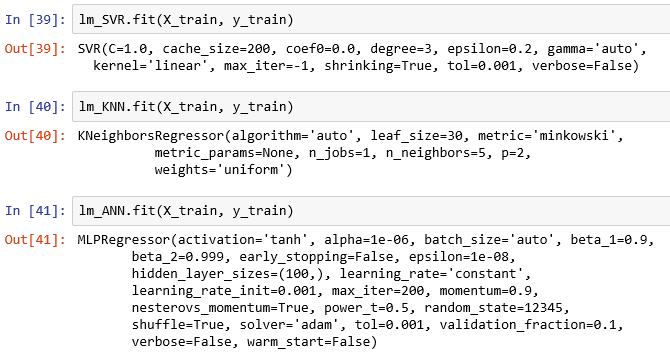 In [39]: lm_SVR.fit(X_train, y_train)
Out[39]: SVR(C=1.0, cache_size=200, coef0=0.0, degree=3, epsilon=0.2, gamma='auto',
kernel='linear', max_iter=-1, shrinking=True, tol=0.001, verbose=False)
In [40]: lm_KNN.fit(X_train, y_train)
Out[40]: KNeighborsRegressor(algorithm='auto', leaf_size=30, metric='minkowski',
metric_params=None, n_jobs=1, n_neighbors=5, p=2,
weights='uniform')
In [41]: lm_ANN.fit(X_train, y_train)
Out[41]: MLPRegressor(activation='tanh', alpha=1e-06, batch_size='auto', beta_1=0.9,
beta_2=0.999, early_stopping=False, epsilon=1e-08,
hidden_layer_sizes=(100,), learning_rate='constant',
learning_rate_init=0.001, max_iter=200, momentum=0.9,
nesterovs_momentum=True, power_t=0.5, random_state=12345,
shuffle=True, solver='adam', tol=0.001, validation_fraction=0.1,
verbose=False, warm_start=False)